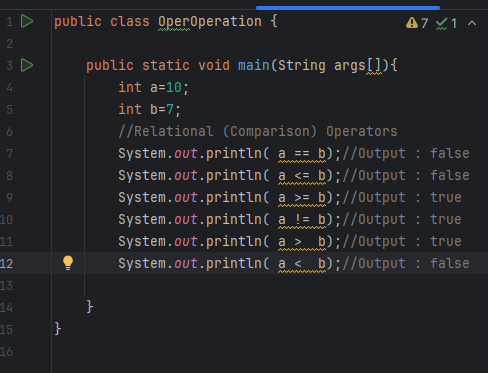 1 public class OperOperation { 7 1
2
3 public static void main(String args[]){
4 int a=10;
5 int b=7;
6 //Relational (Comparison) Operators
7 System.out.println( a == b);//Output : false
8 System.out.println( a <= b);//Output : false
9 System.out.println( a >= b);//Output : true
10 System.out.println( a != b);//Output : true
11 System.out.println( a >  b);//Output : true
12 System.out.println( a <  b);//Output : false
13
14 }
15 }
16